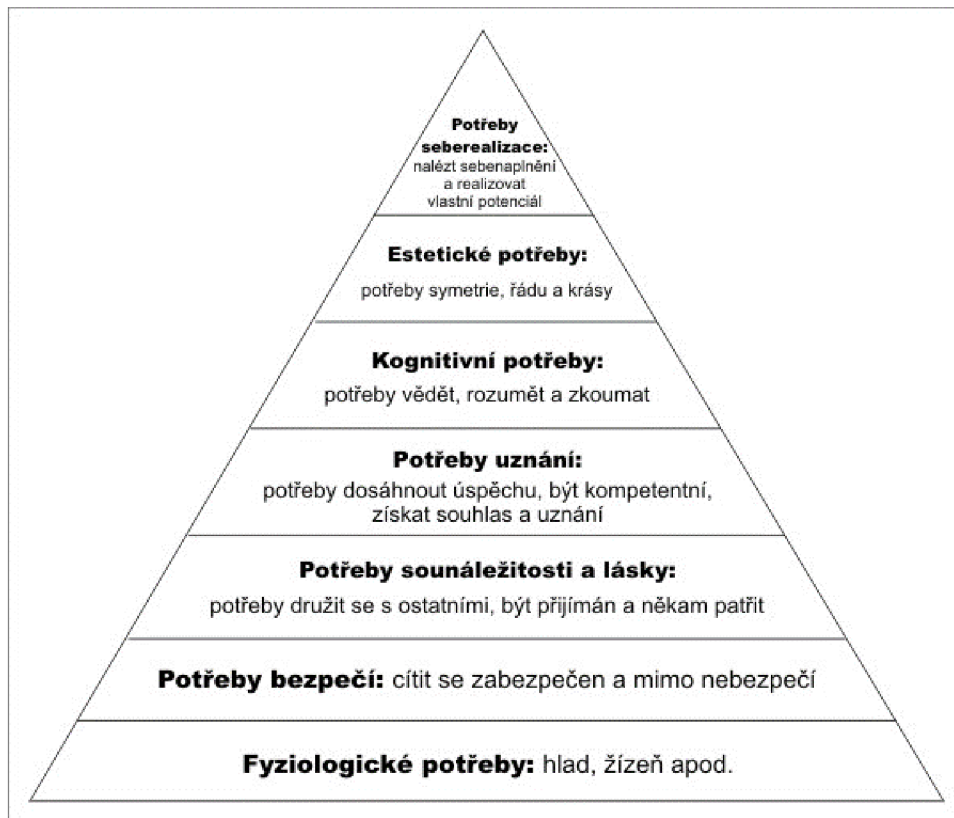 Potřeby
seberealizace:
nalézt sebenaplnění
a realizovat
vlastní potenciál
Estetické potřeby:
potřeby symetrie, řádu a krásy
Kognitivní potřeby:
potřeby vědět, rozumět a zkoumat
Potřeby uznání:
potřeby dosáhnout úspěchu, být kompetentní,
získat souhlas a uznání
Potřeby sounáležitosti a lásky:
potřeby družit se s ostatními, být přijímán a někam patřit
Potřeby bezpečí: cítit se zabezpečen a mimo nebezpečí
Fyziologické potřeby: hlad, žízeň apod.